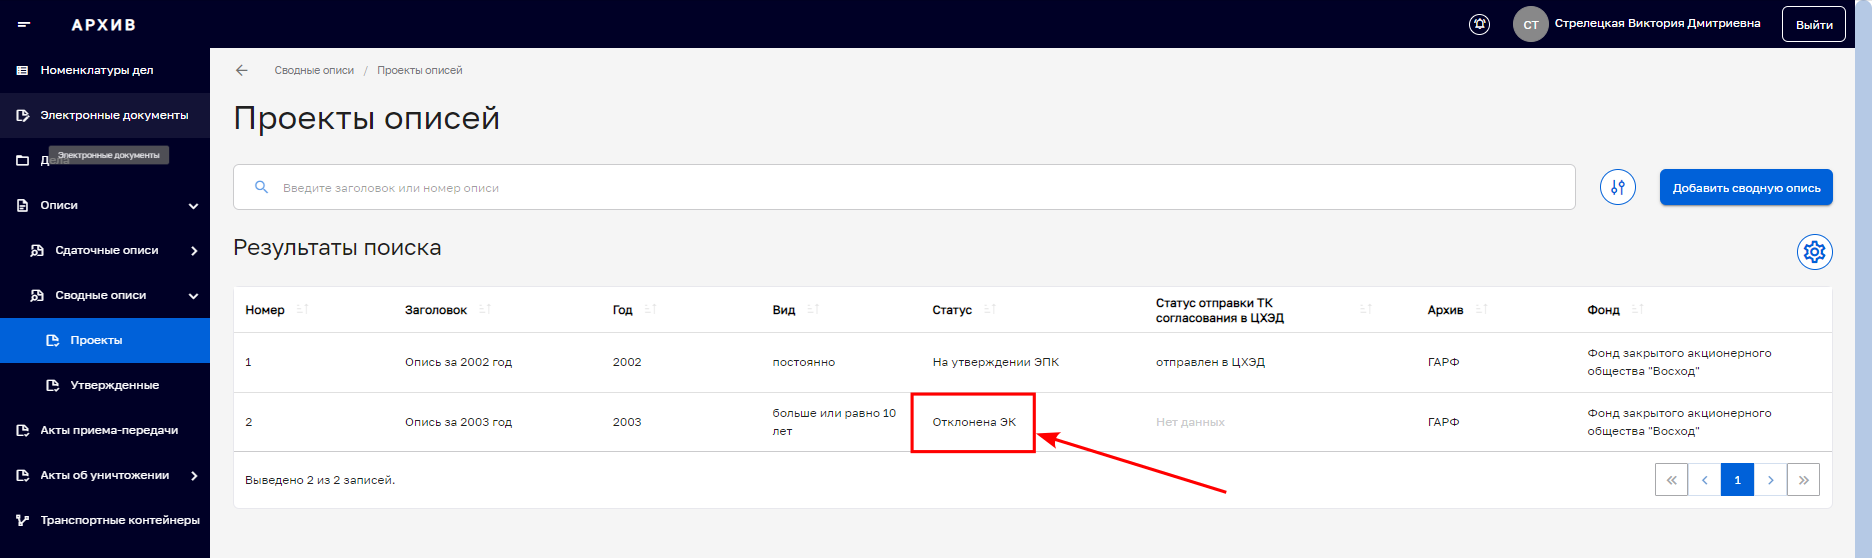 АРХИВ
СТ
Стрелецкая Виктория Дмитриевна
Выйти
Номенклатуры дел
Электронные документы
Электронные документы
Дела
Описи
Сдаточные описи
Сводные описи
Проекты
Утвержденные
Акты приема-передачи
Акты об уничтожении
Транспортные контейнеры
Сводные описи / Проекты описей
Проекты описей
Введите заголовок или номер описи
Добавить сводную опись
Результаты поиска
Номер Заголовок Год Вид Статус Статус отправки ТК согласования в ЦХЭД Архив Фонд
1 Опись за 2002 год 2002 постоянно На утверждении ЭПК отправлен в ЦХЭД ГАРФ Фонд закрытого акционерного общества "Восход"
2 Опись за 2003 год 2003 больше или равно 10 лет Отклонена ЭК Нет данных ГАРФ Фонд закрытого акционерного общества "Восход"
Выведено 2 из 2 записей.
« ‹ 1 › »